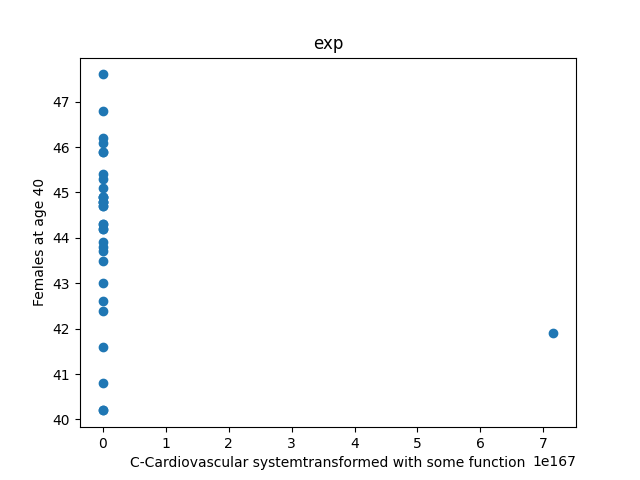 exp
Females at age 40
47
46
45
44
43
42
41
40
0 1 2 3 4 5 6 7
1e167
C-Cardiovascular systemtransformed with some function